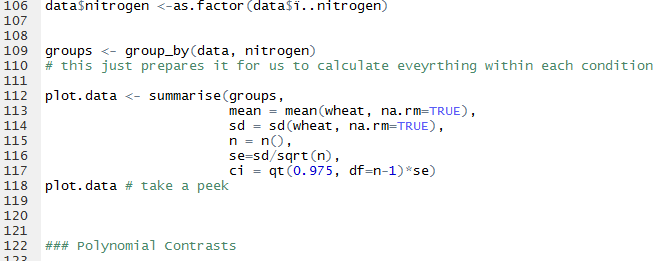 106 data$nitrogen <-as.factor(data$ï..nitrogen)
107
108
109 groups <- group_by(data, nitrogen)
110 # this just prepares it for us to calculate eveyrthing within each condition
111
112 plot.data <- summarise(groups,
113 mean = mean(wheat, na.rm=TRUE),
114 sd = sd(wheat, na.rm=TRUE),
115 n = n(),
116 se=sd/sqrt(n),
117 ci = qt(0.975, df=n-1)*se)
118 plot.data # take a peek
119
120
121
122 ### Polynomial Contrasts
123